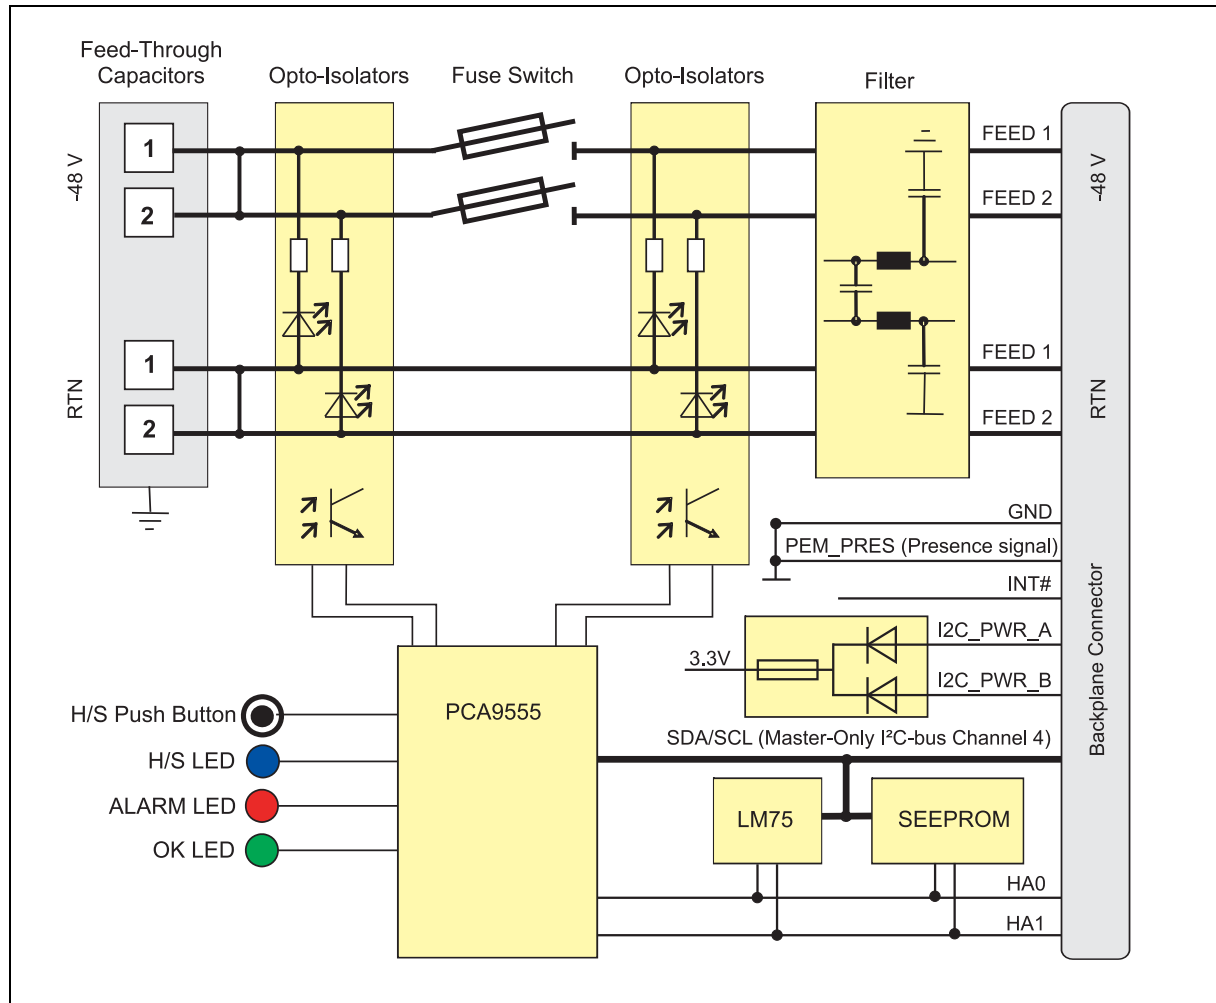 Feed-Through
Capacitors
Opto-Isolators
Fuse Switch
Opto-Isolators
Filter
-48 V
1
2
RTN
1
2
FEED 1
FEED 2
FEED 1
FEED 2
-48 V
RTN
Backplane Connector
GND
PEM_PRES (Presence signal)
INT#
I2C_PWR_A
3.3V
I2C_PWR_B
H/S Push Button
H/S LED
ALARM LED
OK LED
PCA9555
SDA/SCL (Master-Only I²C-bus Channel 4)
LM75
SEEPROM
HA0
HA1